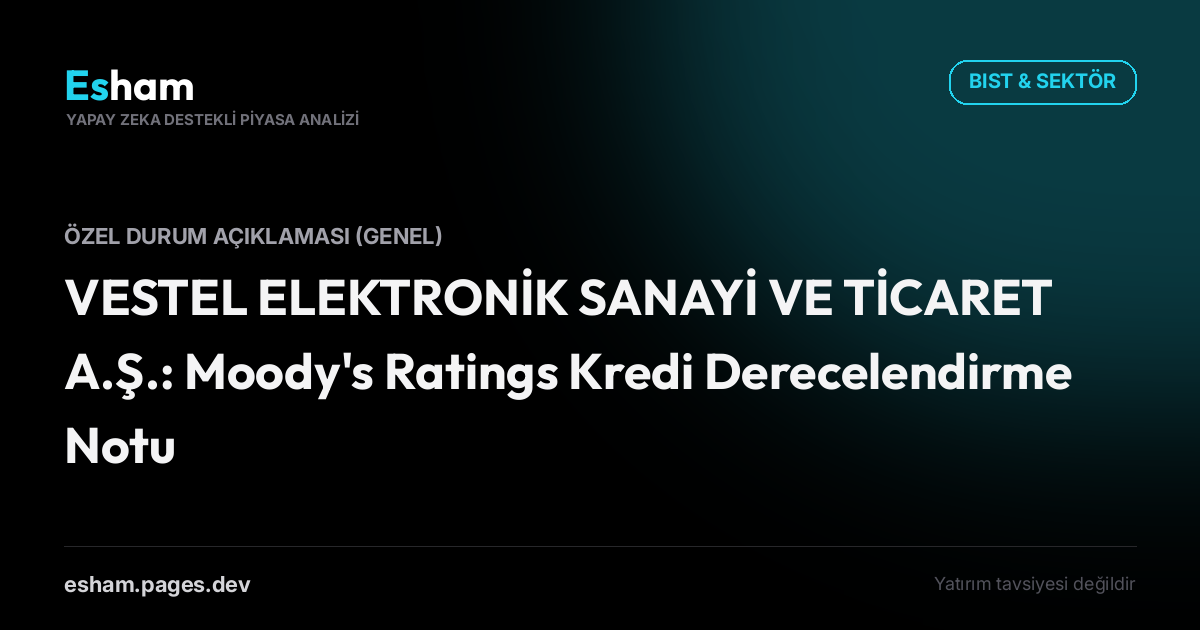 Esham
YAPAY ZEKA DESTEKLİ PİYASA ANALİZİ
BIST & SEKTÖR
ÖZEL DURUM AÇIKLAMASI (GENEL)
VESTEL ELEKTRONİK SANAYİ VE TİCARET
A.Ş.: Moody's Ratings Kredi Derecelendirme
Notu
esham.pages.dev
Yatırım tavsiyesi değildir